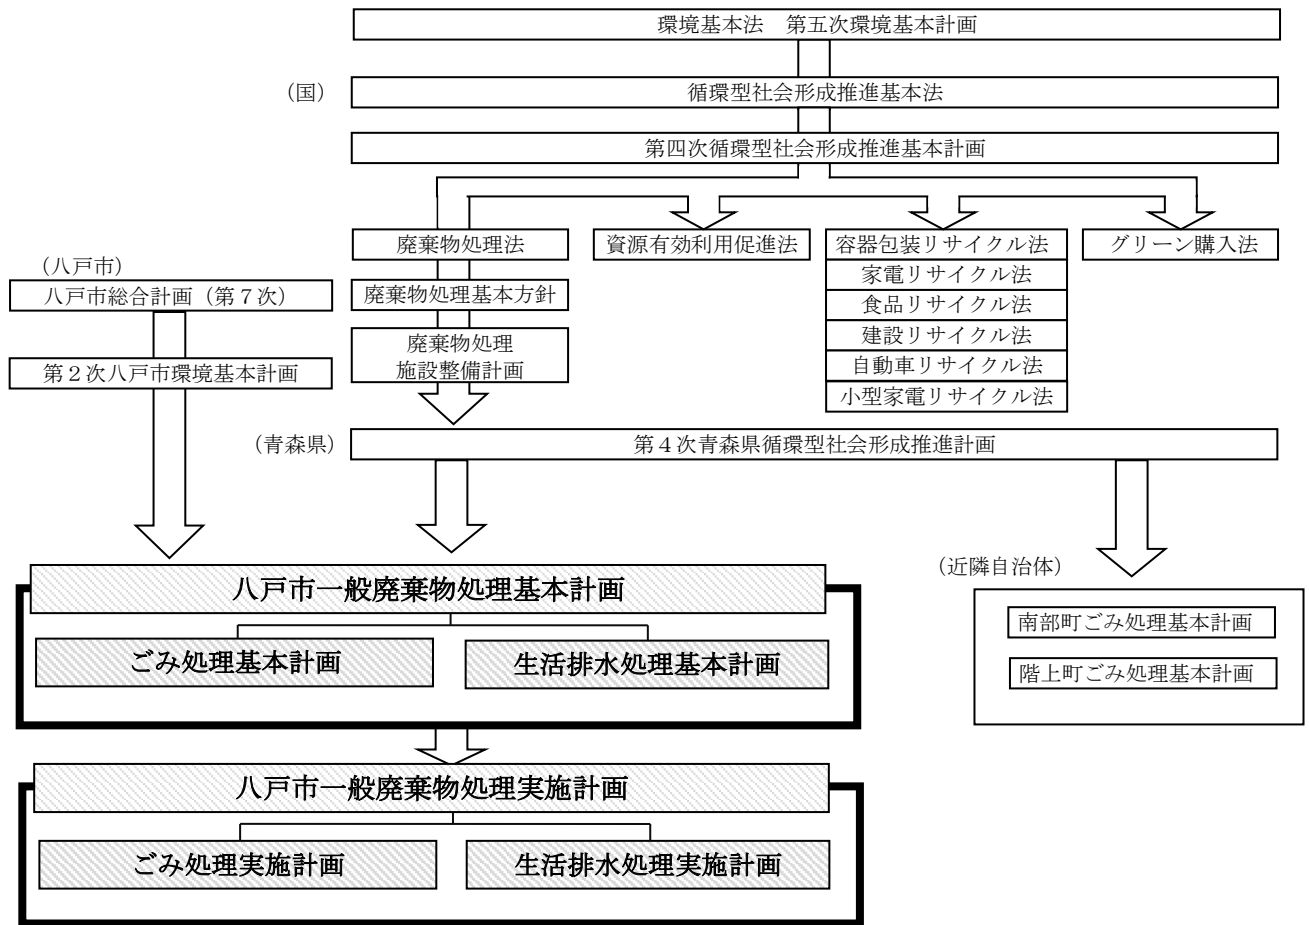 環境基本法　第五次環境基本計画
（国）
循環型社会形成推進基本法
第四次循環型社会形成推進基本計画
廃棄物処理法
資源有効利用促進法
容器包装リサイクル法
グリーン購入法
家電リサイクル法
食品リサイクル法
建設リサイクル法
自動車リサイクル法
小型家電リサイクル法
廃棄物処理基本方針
廃棄物処理
施設整備計画
（八戸市）
八戸市総合計画（第７次）
第２次八戸市環境基本計画
（青森県）
第４次青森県循環型社会形成推進計画
八戸市一般廃棄物処理基本計画
ごみ処理基本計画
生活排水処理基本計画
（近隣自治体）
南部町ごみ処理基本計画
階上町ごみ処理基本計画
八戸市一般廃棄物処理実施計画
ごみ処理実施計画
生活排水処理実施計画